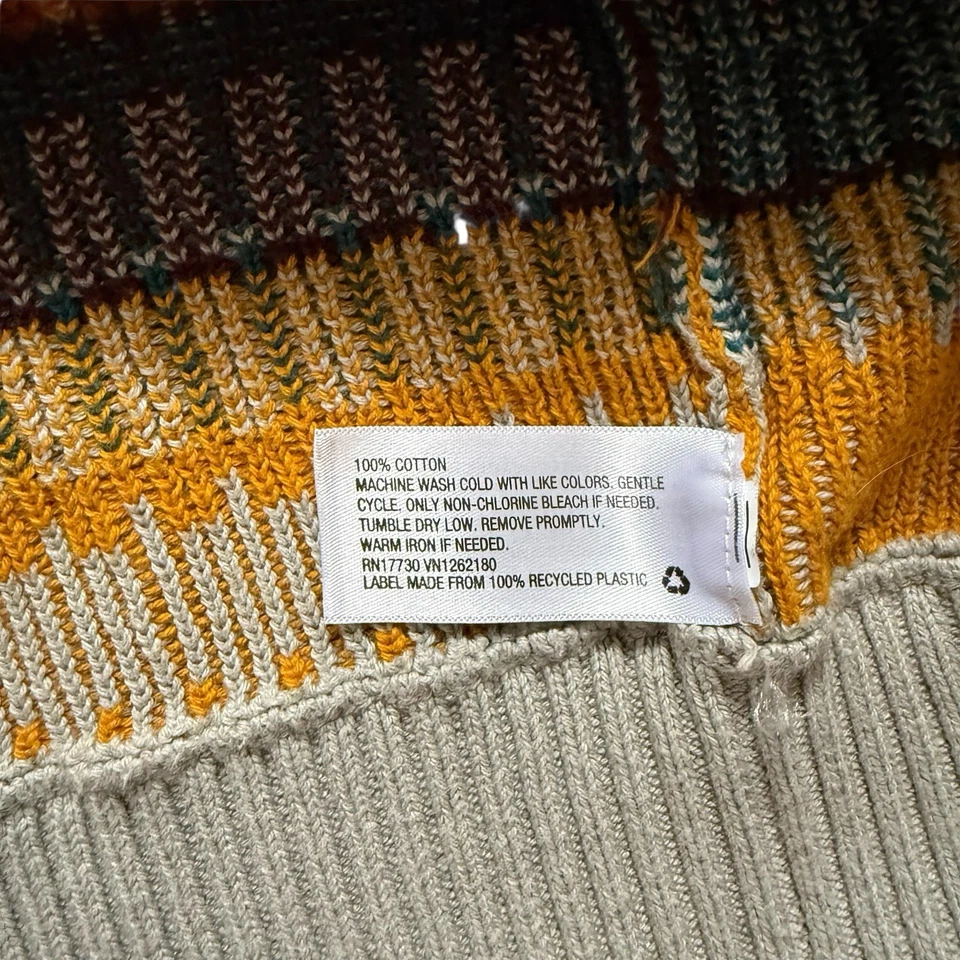 100% COTTON
MACHINE WASH COLD WITH LIKE COLORS. GENTLE
CYCLE. ONLY NON-CHLORINE BLEACH IF NEEDED.
TUMBLE DRY LOW. REMOVE PROMPTLY.
WARM IRON IF NEEDED.
RN17730 VN1262180
LABEL MADE FROM 100% RECYCLED PLASTIC